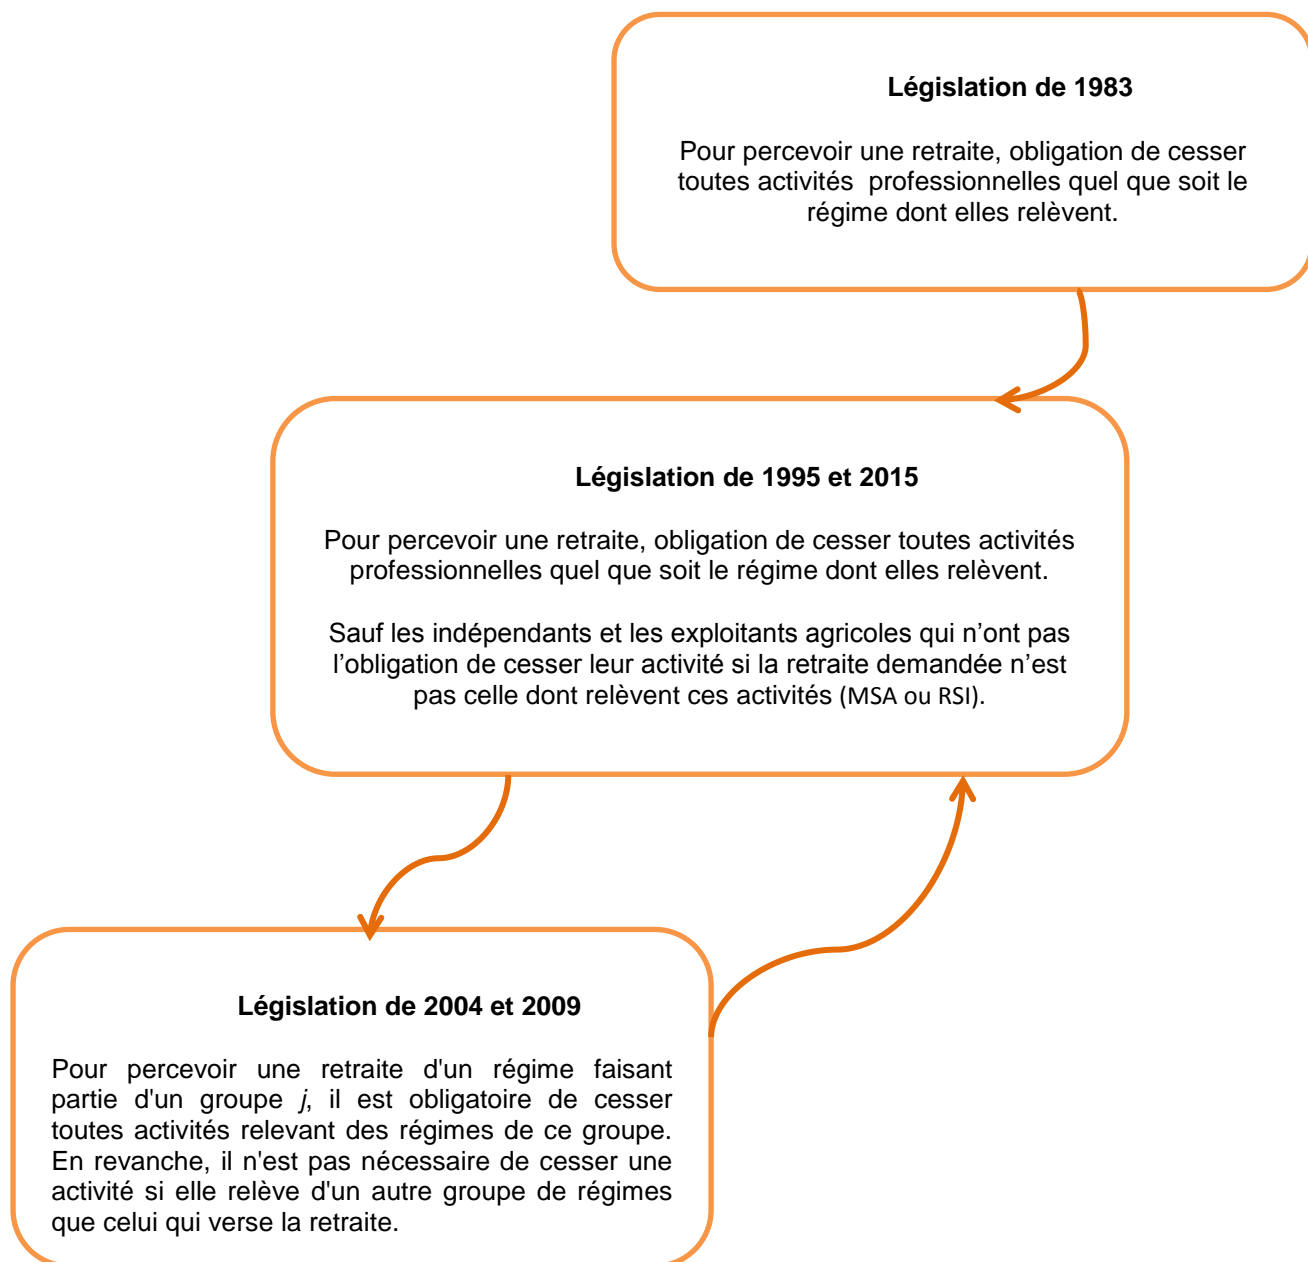 Législation de 1983
Pour percevoir une retraite, obligation de cesser
toutes activités professionnelles quel que soit le
régime dont elles relèvent.
Législation de 1995 et 2015
Pour percevoir une retraite, obligation de cesser toutes activités
professionnelles quel que soit le régime dont elles relèvent.
Sauf les indépendants et les exploitants agricoles qui n’ont pas
l’obligation de cesser leur activité si la retraite demandée n’est
pas celle dont relèvent ces activités (MSA ou RSI).
Législation de 2004 et 2009
Pour percevoir une retraite d'un régime faisant
partie d'un groupe j, il est obligatoire de cesser
toutes activités relevant des régimes de ce groupe.
En revanche, il n'est pas nécessaire de cesser une
activité si elle relève d'un autre groupe de régimes
que celui qui verse la retraite.